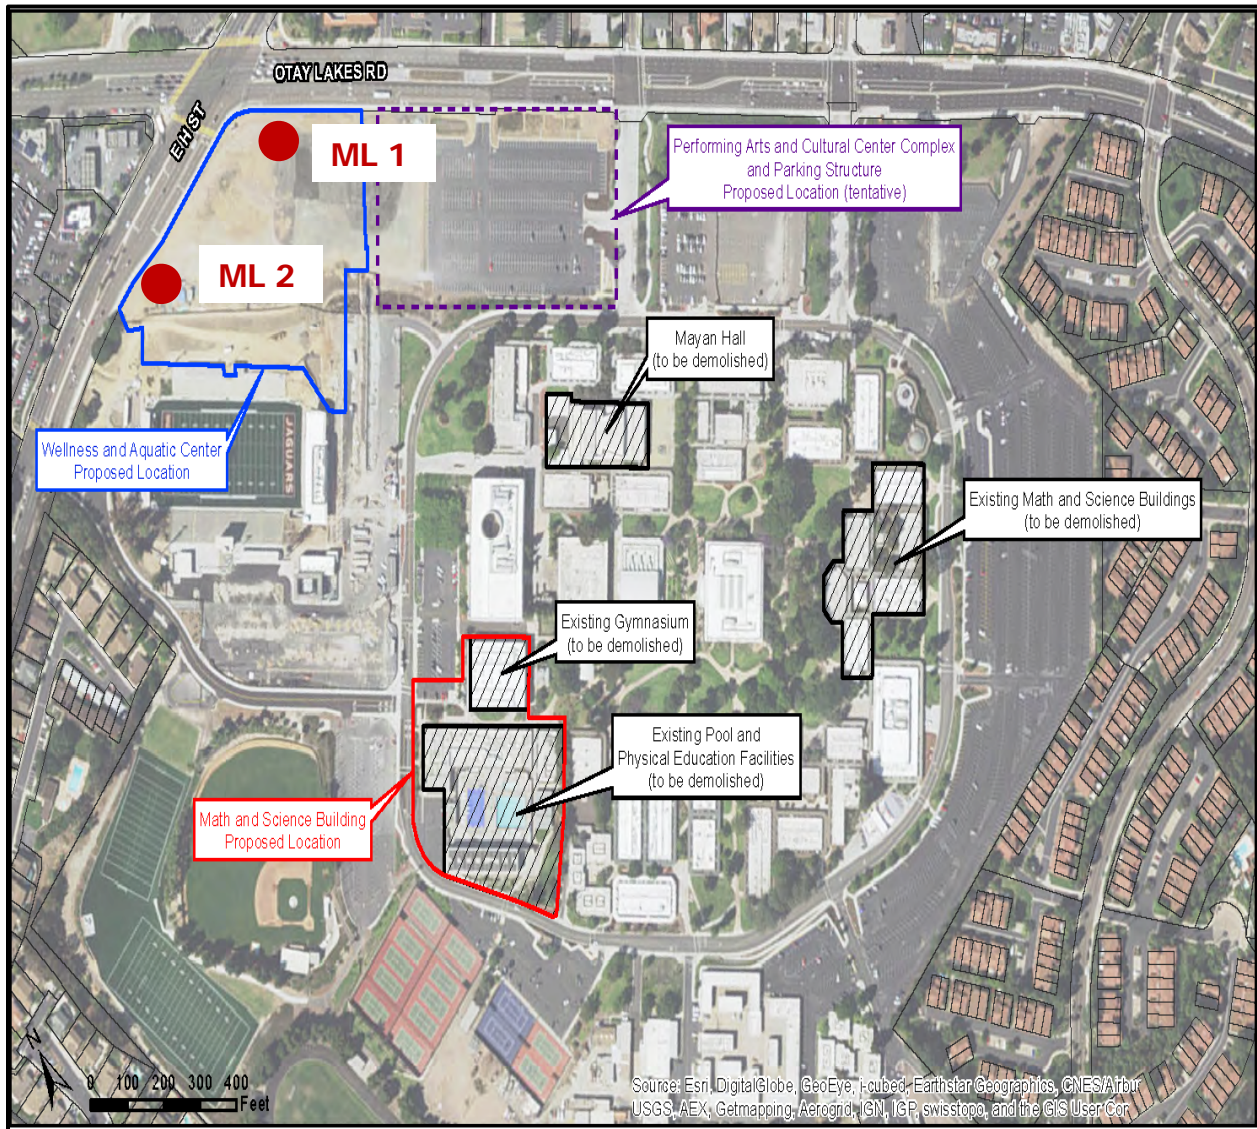 OTAY LAKES RD
E H ST
ML 1
ML 2
Performing Arts and Cultural Center Complex
and Parking Structure
Proposed Location (tentative)
Mayan Hall
(to be demolished)
Wellness and Aquatic Center
Proposed Location
JAGUARS
Existing Math and Science Buildings
(to be demolished)
Existing Gymnasium
(to be demolished)
Existing Pool and
Physical Education Facilities
(to be demolished)
Math and Science Building
Proposed Location
N
0 100 200 300 400
Feet
Source: Esri, DigitalGlobe, GeoEye, i-cubed, Earthstar Geographics, CNES/Airbu
USGS, AEX, Getmapping, Aerogrid, IGN, IGP, swisstopo, and the GIS User Cor